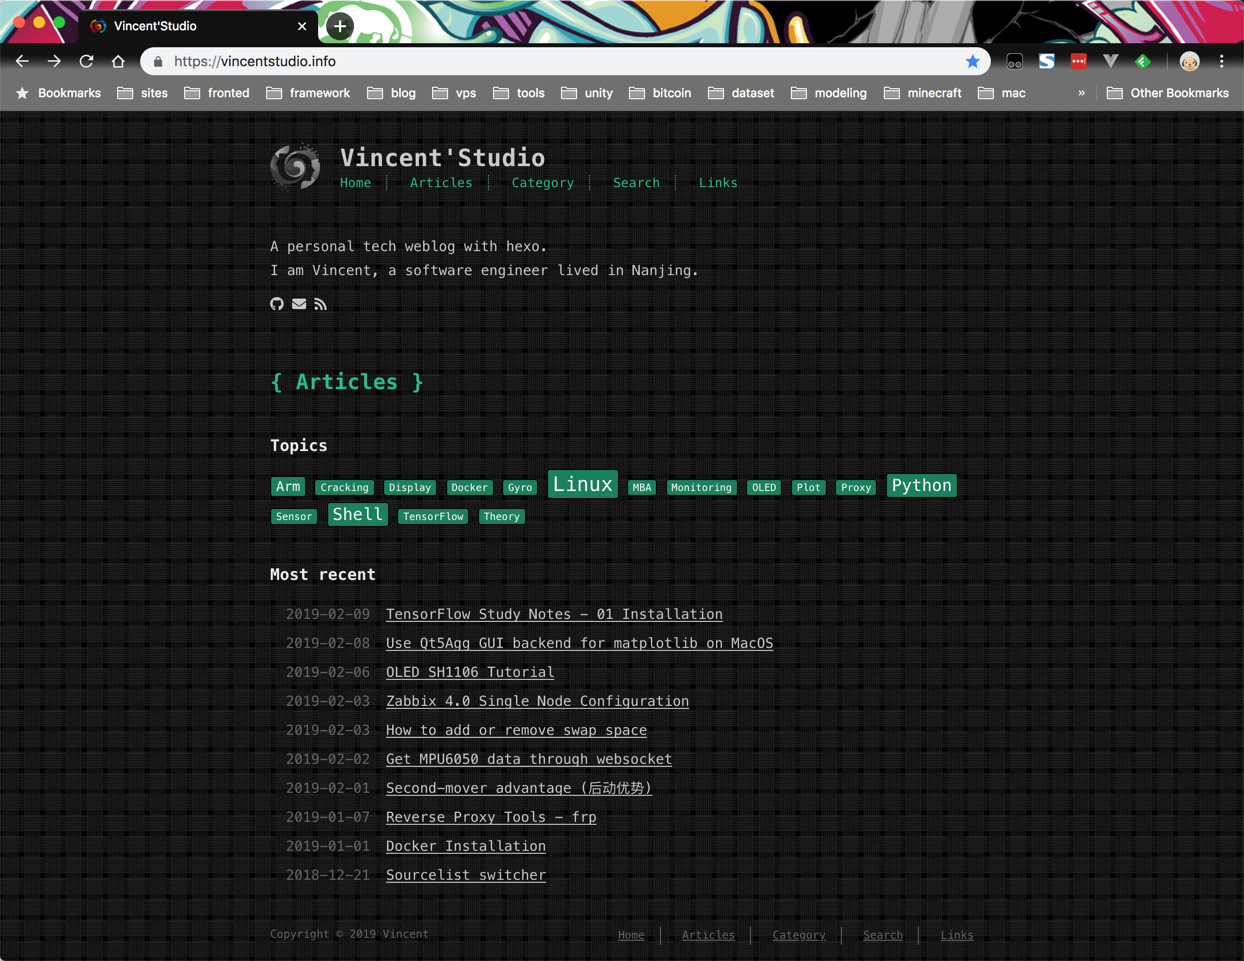 Vincent'Studio
https://vincentstudio.info
Bookmarks sites fronted framework blog vps tools unity bitcoin dataset modeling minecraft mac » Other Bookmarks
Vincent'Studio
Home Articles Category Search Links
A personal tech weblog with hexo.
I am Vincent, a software engineer lived in Nanjing.
{ Articles }
Topics
Arm Cracking Display Docker Gyro Linux MBA Monitoring OLED Plot Proxy Python
Sensor Shell TensorFlow Theory
Most recent
2019-02-09 TensorFlow Study Notes - 01 Installation
2019-02-08 Use Qt5Agg GUI backend for matplotlib on MacOS
2019-02-06 OLED SH1106 Tutorial
2019-02-03 Zabbix 4.0 Single Node Configuration
2019-02-03 How to add or remove swap space
2019-02-02 Get MPU6050 data through websocket
2019-02-01 Second-mover advantage (后动优势)
2019-01-07 Reverse Proxy Tools - frp
2019-01-01 Docker Installation
2018-12-21 Sourcelist switcher
Copyright © 2019 Vincent Home Articles Category Search Links